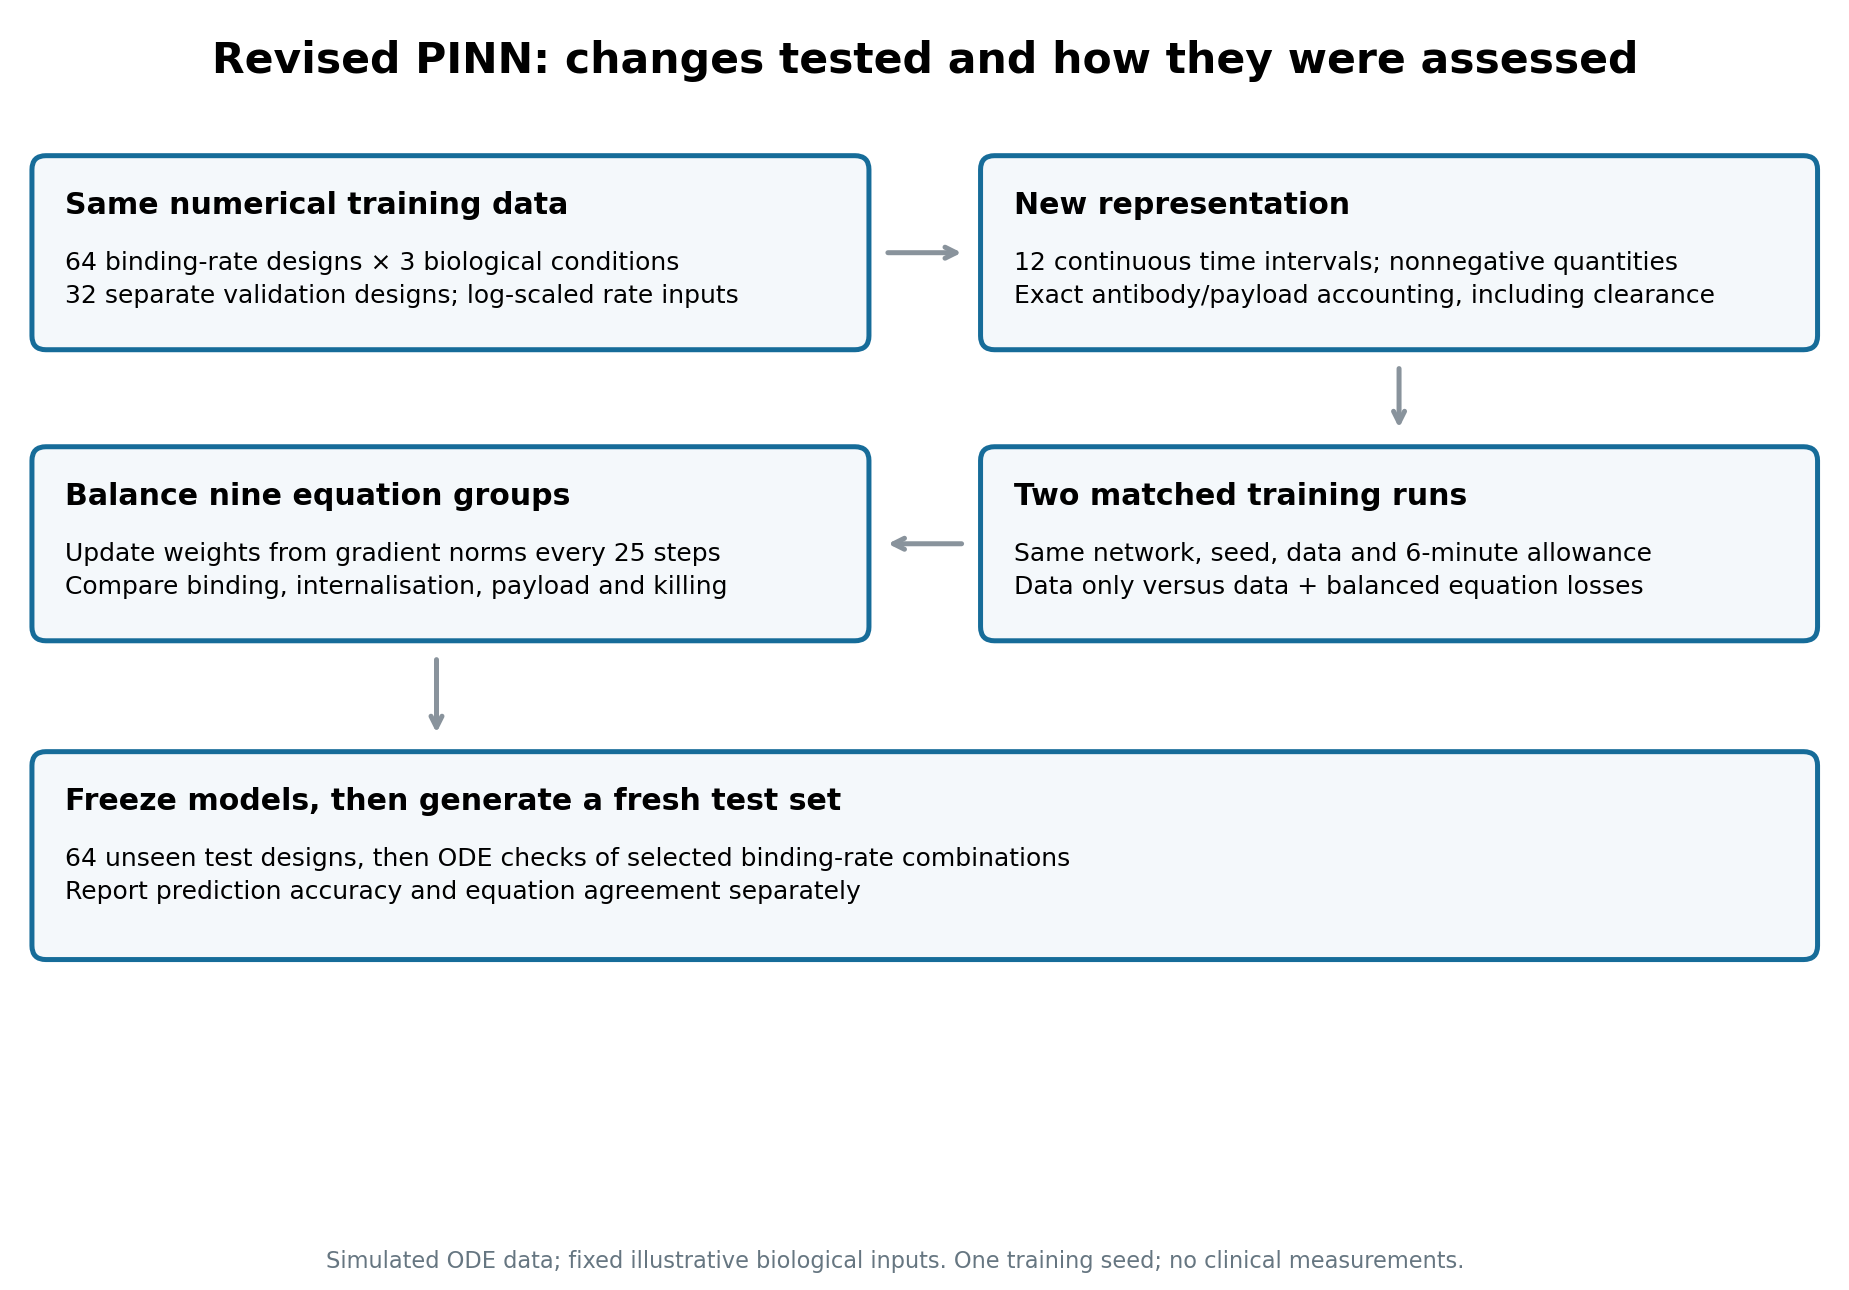 Revised PINN: changes tested and how they were assessed
Same numerical training data
64 binding-rate designs × 3 biological conditions
32 separate validation designs; log-scaled rate inputs
New representation
12 continuous time intervals; nonnegative quantities
Exact antibody/payload accounting, including clearance
Two matched training runs
Same network, seed, data and 6-minute allowance
Data only versus data + balanced equation losses
Balance nine equation groups
Update weights from gradient norms every 25 steps
Compare binding, internalisation, payload and killing
Freeze models, then generate a fresh test set
64 unseen test designs, then ODE checks of selected binding-rate combinations
Report prediction accuracy and equation agreement separately
Simulated ODE data; fixed illustrative biological inputs. One training seed; no clinical measurements.